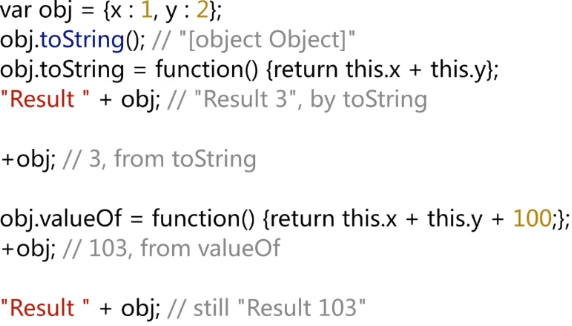 var obj = {x : 1, y : 2};
obj.toString(); // "[object Object]"
obj.toString = function() {return this.x + this.y};
"Result " + obj; // "Result 3", by toString
+obj; // 3, from toString
obj.valueOf = function() {return this.x + this.y + 100;};
+obj; // 103, from valueOf
"Result " + obj; // still "Result 103"